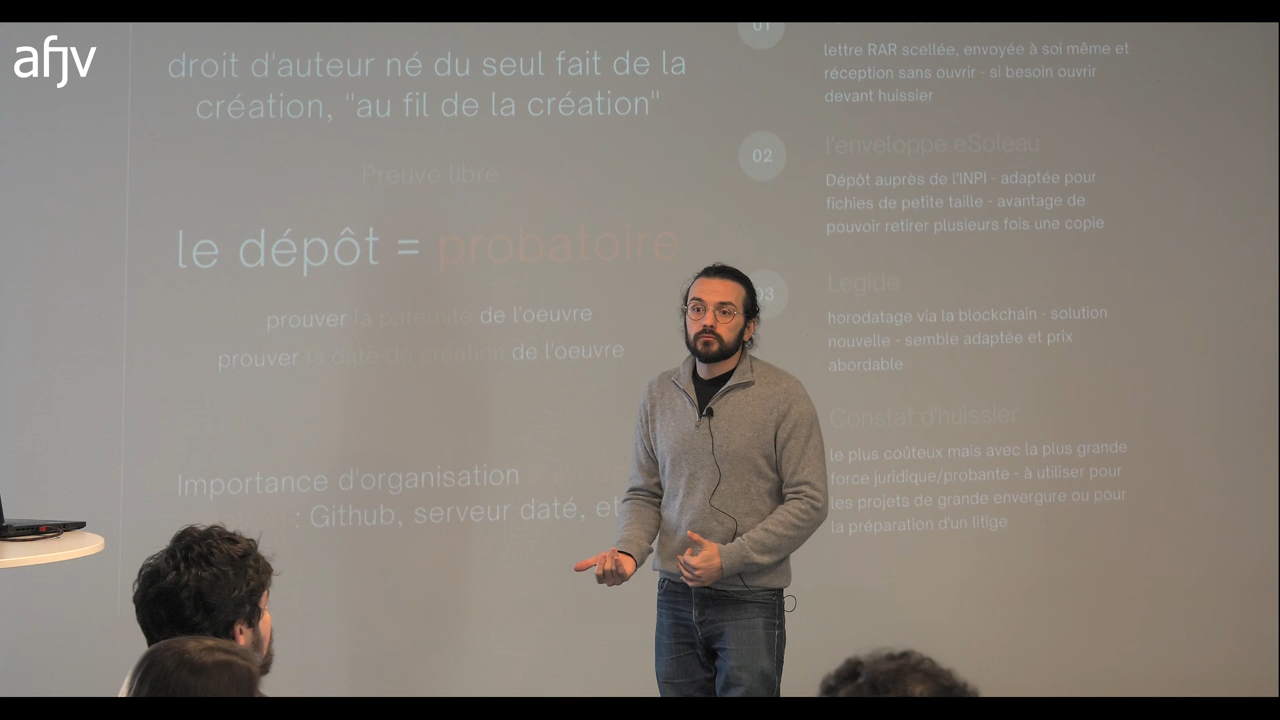 afjv
droit d'auteur né du seul fait de la
création, "au fil de la création"
Preuve libre
le dépôt = probatoire
prouver la paternité de l'oeuvre
prouver la date de création de l'oeuvre
Importance d'organisation
: Github, serveur daté, et
01
lettre RAR scellée, envoyée à soi même et
réception sans ouvrir - si besoin ouvrir
devant huissier
02
l'enveloppe eSoleau
Dépôt auprès de l'INPI - adaptée pour
fichies de petite taille - avantage de
pouvoir retirer plusieurs fois une copie
03
Legide
horodatage via la blockchain - solution
nouvelle - semble adaptée et prix
abordable
Constat d'huissier
le plus coûteux mais avec la plus grande
force juridique/probante - à utiliser pour
les projets de grande envergure ou pour
la préparation d'un litige